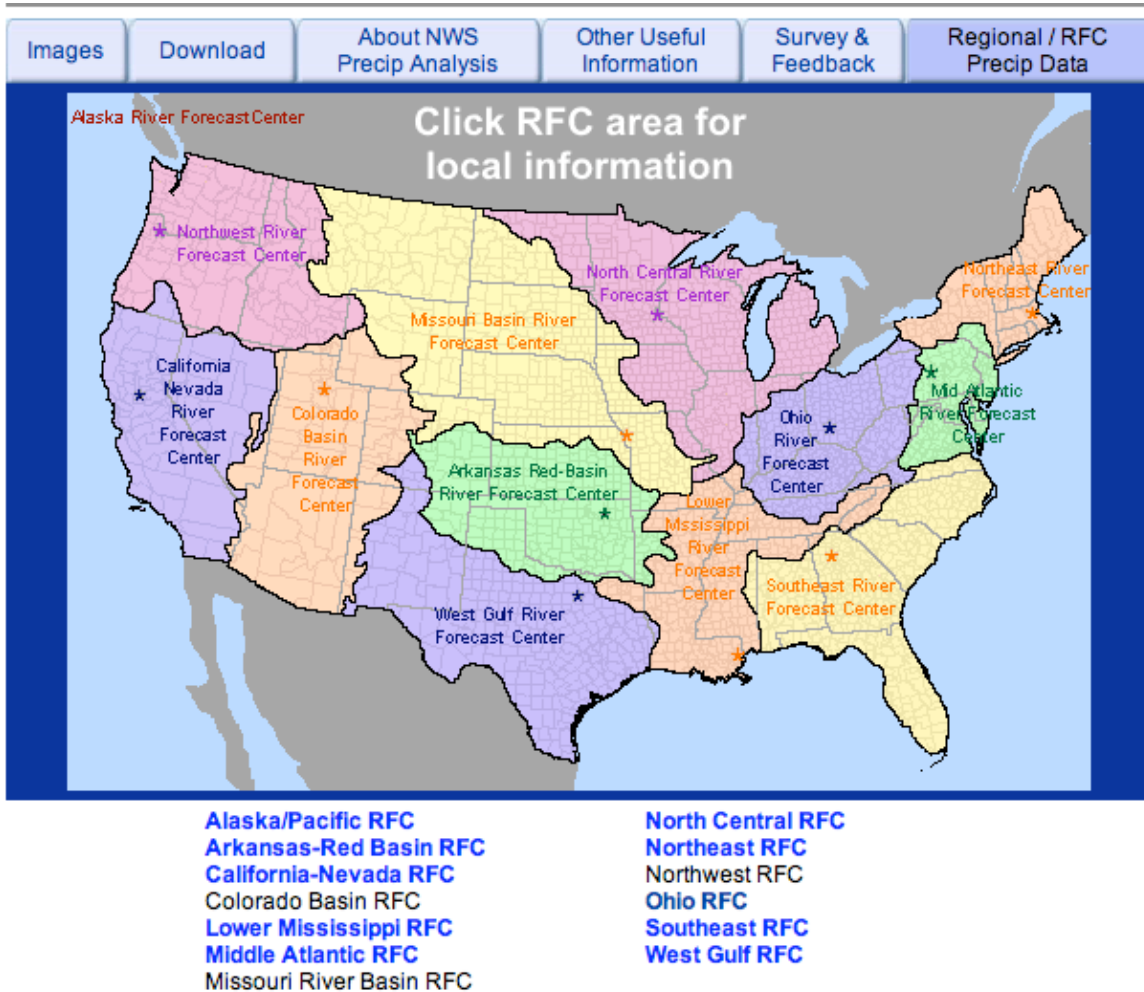 Images
Download
About NWS
Precip Analysis
Other Useful
Information
Survey &
Feedback
Regional / RFC
Precip Data
Alaska River Forecast Center
Click RFC area for
local information
Northwest River
Forecast Center
North Central River
Forecast Center
Northeast River
Forecast Center
Missouri Basin River
Forecast Center
California
Nevada
River
Forecast
Center
Colorado
Basin
River
Forecast
Center
Mid-Atlantic
River Forecast
Center
Ohio
River
Forecast
Center
Arkansas Red-Basin
River Forecast Center
Lower
Mississippi
River
Forecast
Center
Southeast River
Forecast Center
West Gulf River
Forecast Center
Alaska/Pacific RFC
Arkansas-Red Basin RFC
California-Nevada RFC
Colorado Basin RFC
Lower Mississippi RFC
Middle Atlantic RFC
Missouri River Basin RFC
North Central RFC
Northeast RFC
Northwest RFC
Ohio RFC
Southeast RFC
West Gulf RFC